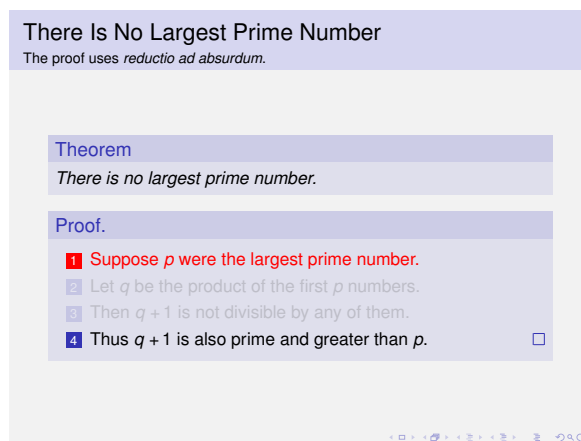 There Is No Largest Prime Number
The proof uses reductio ad absurdum.
Theorem
There is no largest prime number.
Proof.
1 Suppose p were the largest prime number.
2 Let q be the product of the first p numbers.
3 Then q + 1 is not divisible by any of them.
4 Thus q + 1 is also prime and greater than p. □